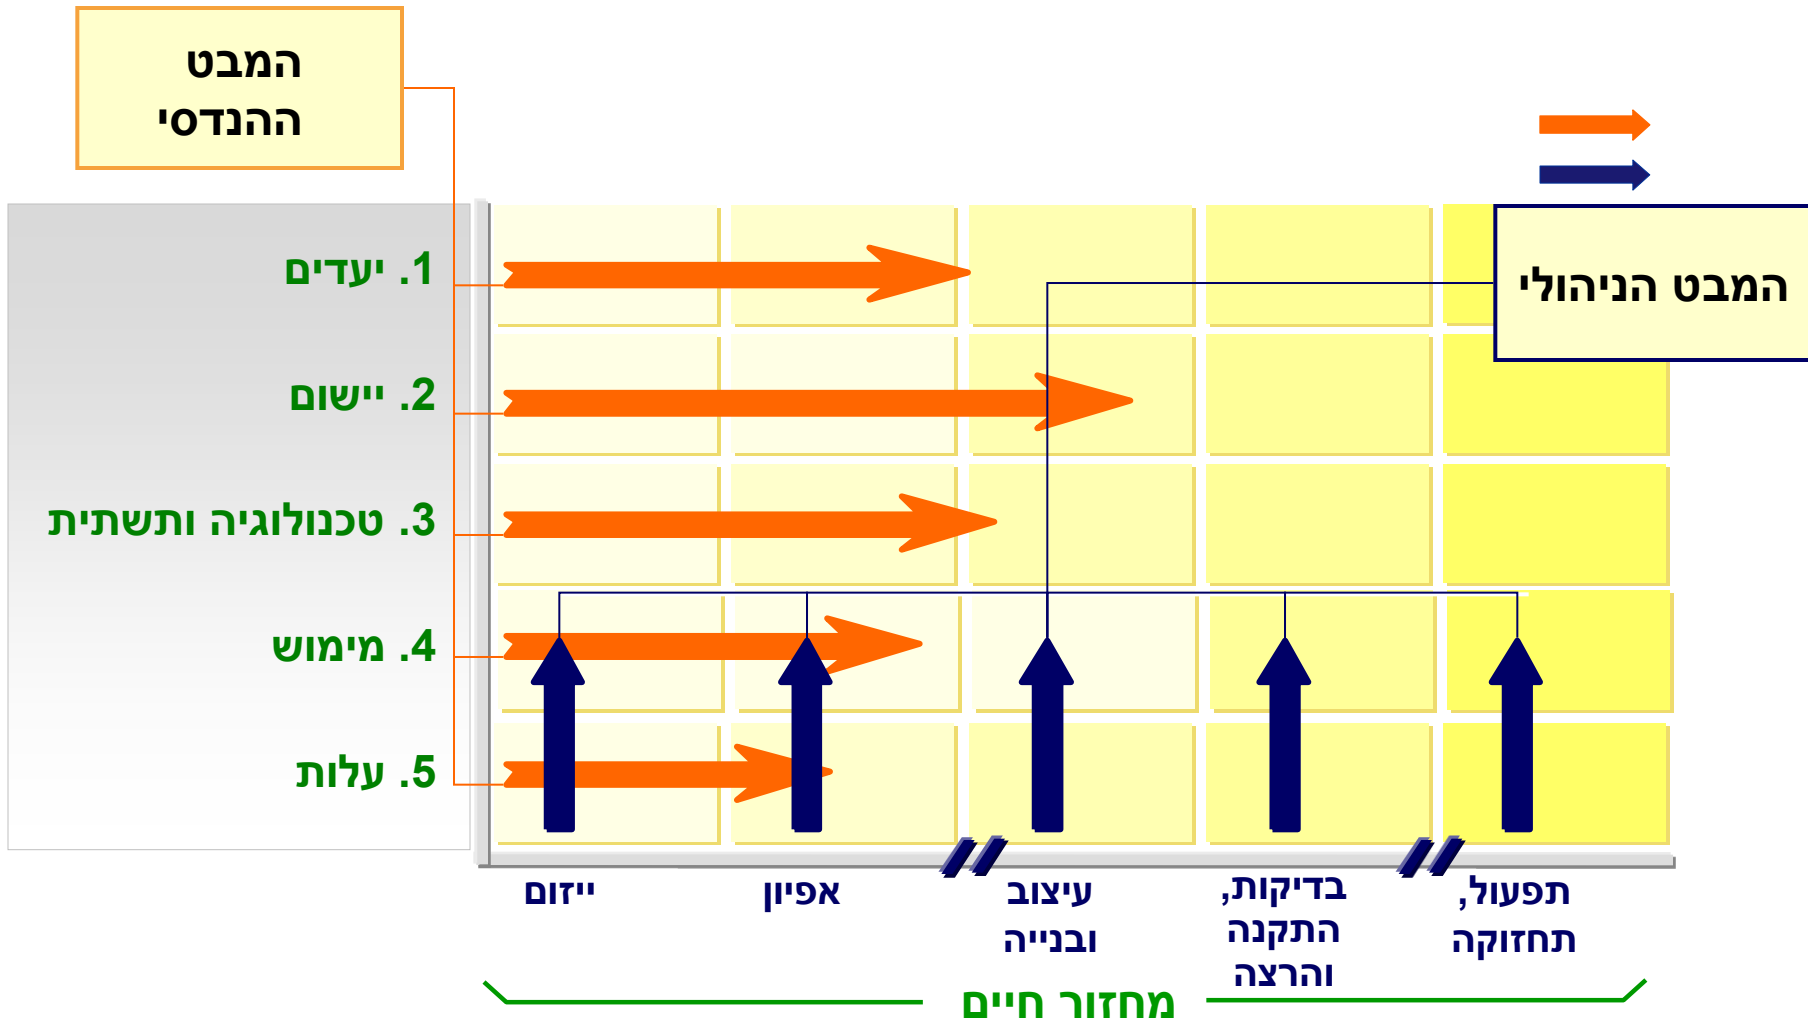 המבט
ההנדסי
המבט הניהולי
1. יעדים
2. יישום
3. טכנולוגיה ותשתית
4. מימוש
5. עלות
ייזום
אפיון
עיצוב
ובנייה
בדיקות,
התקנה
והרצה
תפעול,
תחזוקה
מחזור חיים